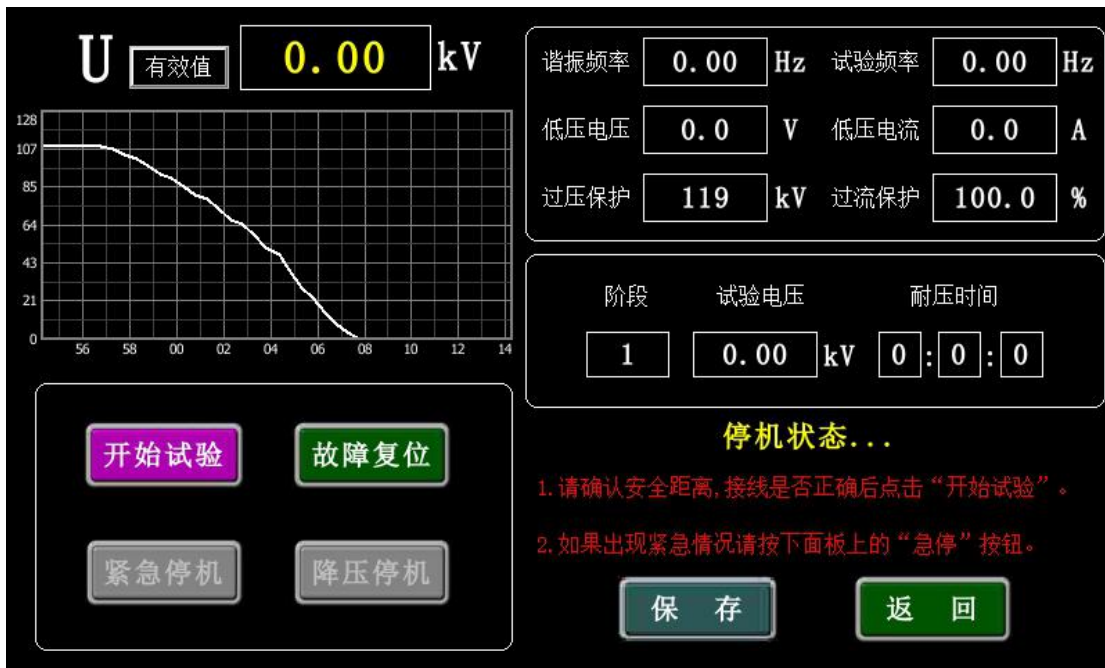 U 有效值 0.00 kV
128
107
85
64
43
21
0
56 58 00 02 04 06 08 10 12 14
谐振频率 0.00 Hz 试验频率 0.00 Hz
低压电压 0.0 V 低压电流 0.0 A
过压保护 119 kV 过流保护 100.0 %
阶段 试验电压 耐压时间
1 0.00 kV 0 : 0 : 0
开始试验 故障复位
紧急停机 降压停机
停机状态...
1.请确认安全距离,接线是否正确后点击“开始试验”。
2.如果出现紧急情况请按下面板上的“急停”按钮。
保 存 返 回